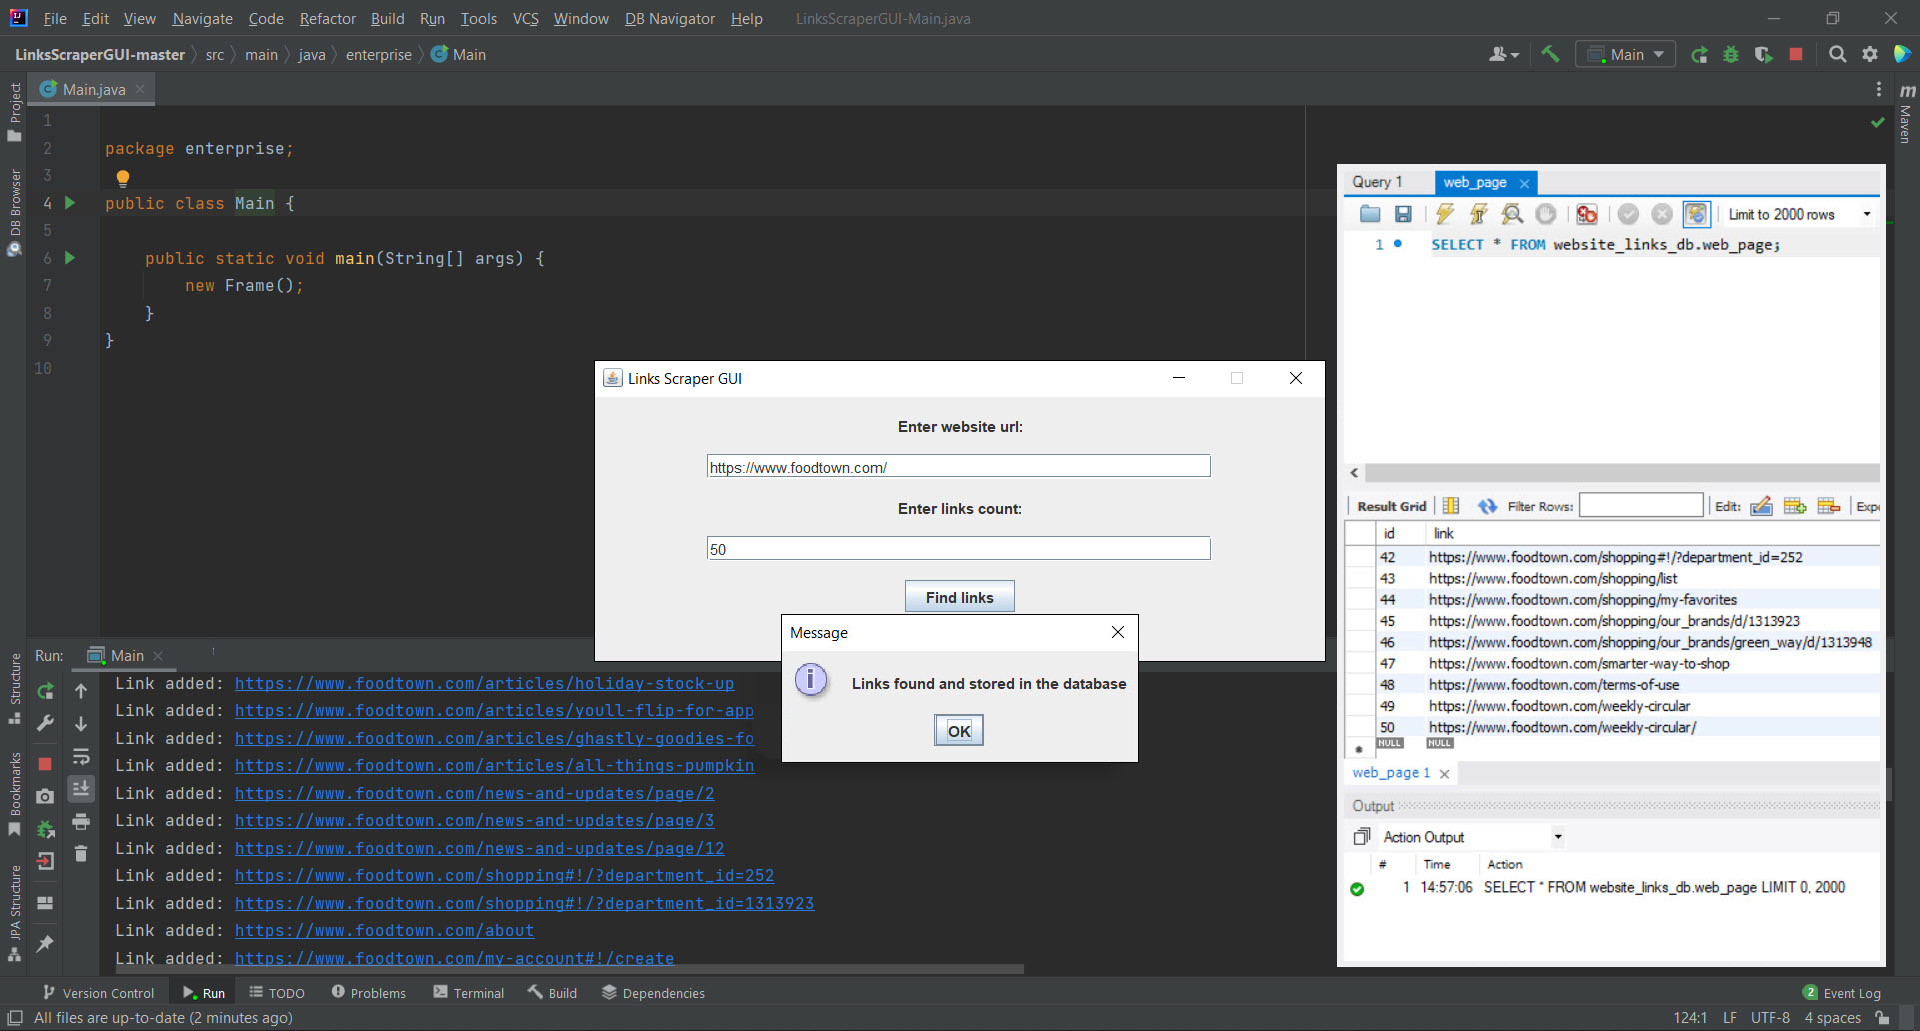 File Edit View Navigate Code Refactor Build Run Tools VCS Window DB Navigator Help LinksScraperGUI-Main.java
LinksScraperGUI-master src main java enterprise Main
Main
Main.java
Project
DB Browser
Structure
Bookmarks
JPA Structure
Maven
1
2 package enterprise;
3
4 public class Main {
5
6 public static void main(String[] args) {
7 new Frame();
8 }
9 }
10
Links Scraper GUI
Enter website url:
https://www.foodtown.com/
Enter links count:
50
Find links
Message
Links found and stored in the database
OK
Query 1 web_page
Limit to 2000 rows
1 SELECT * FROM website_links_db.web_page;
Result Grid Filter Rows: Edit: Expo
id link
42 https://www.foodtown.com/shopping#!/?department_id=252
43 https://www.foodtown.com/shopping/list
44 https://www.foodtown.com/shopping/my-favorites
45 https://www.foodtown.com/shopping/our_brands/d/1313923
46 https://www.foodtown.com/shopping/our_brands/green_way/d/1313948
47 https://www.foodtown.com/smarter-way-to-shop
48 https://www.foodtown.com/terms-of-use
49 https://www.foodtown.com/weekly-circular
50 https://www.foodtown.com/weekly-circular/
NULL NULL
web_page 1
Output
Action Output
# Time Action
1 14:57:06 SELECT * FROM website_links_db.web_page LIMIT 0, 2000
Run: Main
Link added: https://www.foodtown.com/articles/holiday-stock-up
Link added: https://www.foodtown.com/articles/youll-flip-for-app
Link added: https://www.foodtown.com/articles/ghastly-goodies-fo
Link added: https://www.foodtown.com/articles/all-things-pumpkin
Link added: https://www.foodtown.com/news-and-updates/page/2
Link added: https://www.foodtown.com/news-and-updates/page/3
Link added: https://www.foodtown.com/news-and-updates/page/12
Link added: https://www.foodtown.com/shopping#!/?department_id=252
Link added: https://www.foodtown.com/shopping#!/?department_id=1313923
Link added: https://www.foodtown.com/about
Link added: https://www.foodtown.com/my-account#!/create
Version Control Run TODO Problems Terminal Build Dependencies 2 Event Log
All files are up-to-date (2 minutes ago) 124:1 LF UTF-8 4 spaces